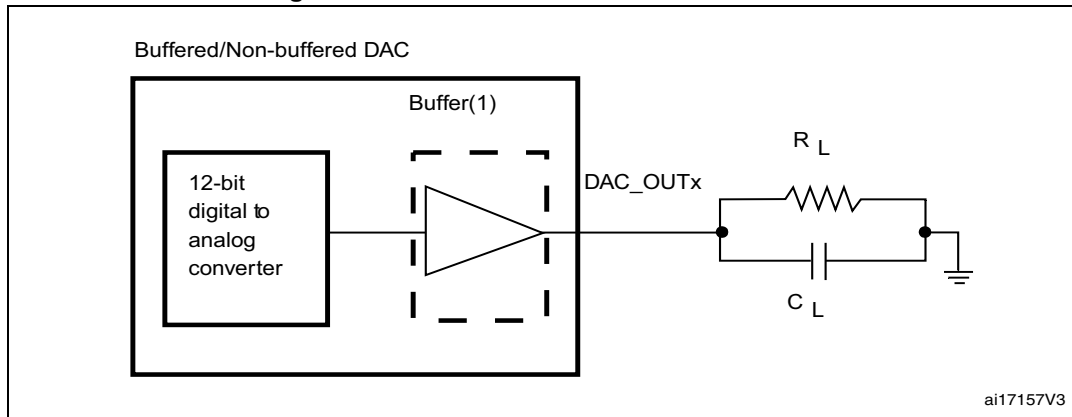 Buffered/Non-buffered DAC
Buffer(1)
12-bit
digital to
analog
converter
DAC_OUTx
R L
C L
ai17157V3